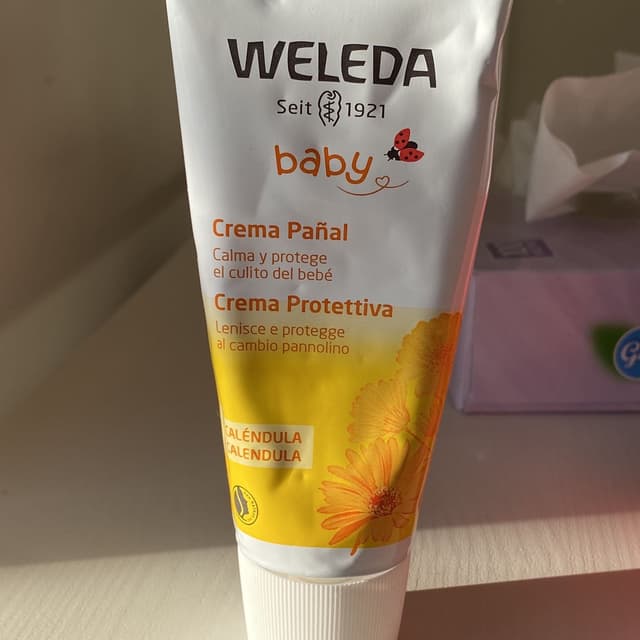 WELEDA
Seit 1921
baby
Crema Pañal
Calma y protege
el culito del bebé
Crema Protettiva
Lenisce e protegge
al cambio pannolino
CALÉNDULA
CALENDULA